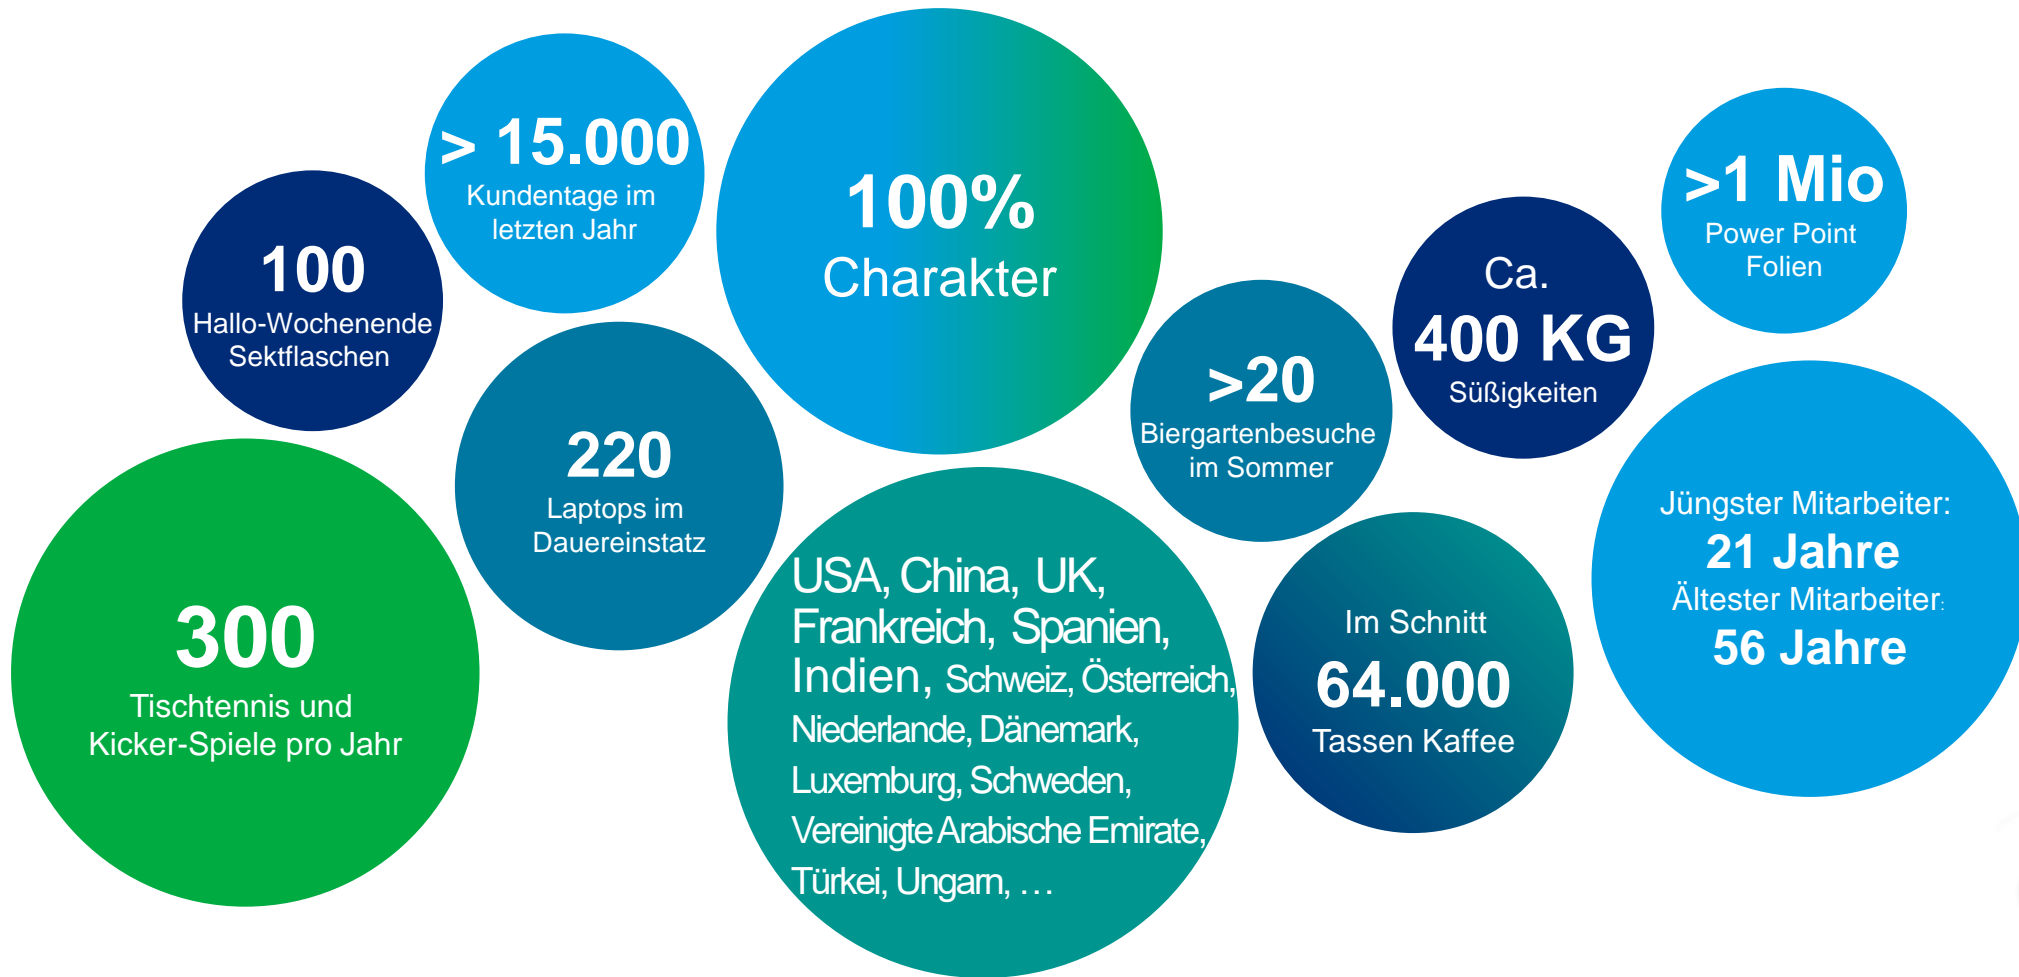 > 15.000
Kundentage im
letzten Jahr
100%
Charakter
>1 Mio
Power Point
Folien
100
Hallo-Wochenende
Sektflaschen
Ca.
400 KG
Süßigkeiten
>20
Biergartenbesuche
im Sommer
220
Laptops im
Dauereinstatz
Jüngster Mitarbeiter:
21 Jahre
Ältester Mitarbeiter:
56 Jahre
300
Tischtennis und
Kicker-Spiele pro Jahr
USA, China, UK,
Frankreich, Spanien,
Indien, Schweiz, Österreich,
Niederlande, Dänemark,
Luxemburg, Schweden,
Vereinigte Arabische Emirate,
Türkei, Ungarn, …
Im Schnitt
64.000
Tassen Kaffee